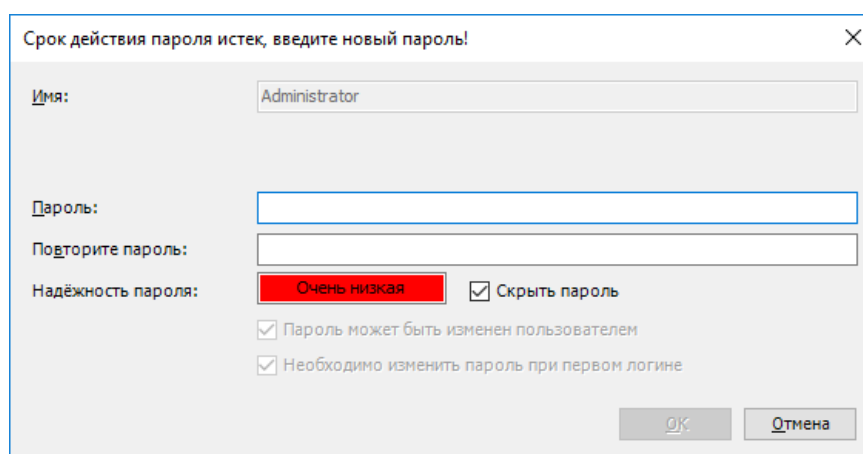 Срок действия пароля истек, введите новый пароль!
Имя: Administrator
Пароль:
Повторите пароль:
Надёжность пароля: Очень низкая Скрыть пароль
Пароль может быть изменен пользователем
Необходимо изменить пароль при первом логине
OK Отмена